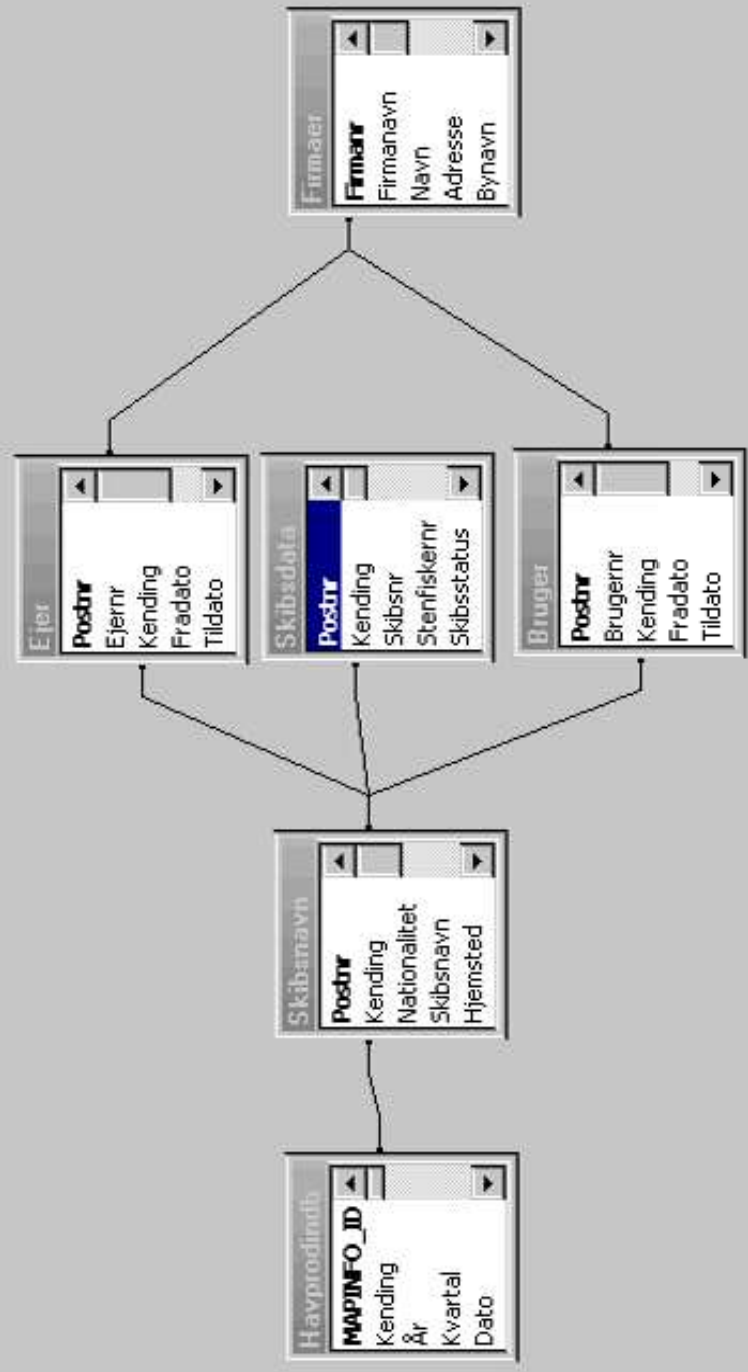 Havprodindb
MAPINFO_ID
Kending
År
Kvartal
Dato
Skibsnavn
Postnr
Kending
Nationalitet
Skibsnavn
Hjemsted
Ejer
Postnr
Ejernr
Kending
Fradato
Tildato
Skibsdata
Postnr
Kending
Skibsnr
Stenfiskernr
Skibsstatus
Bruger
Postnr
Brugernr
Kending
Fradato
Tildato
Firmaer
Firmanr
Firmanavn
Navn
Adresse
Bynavn